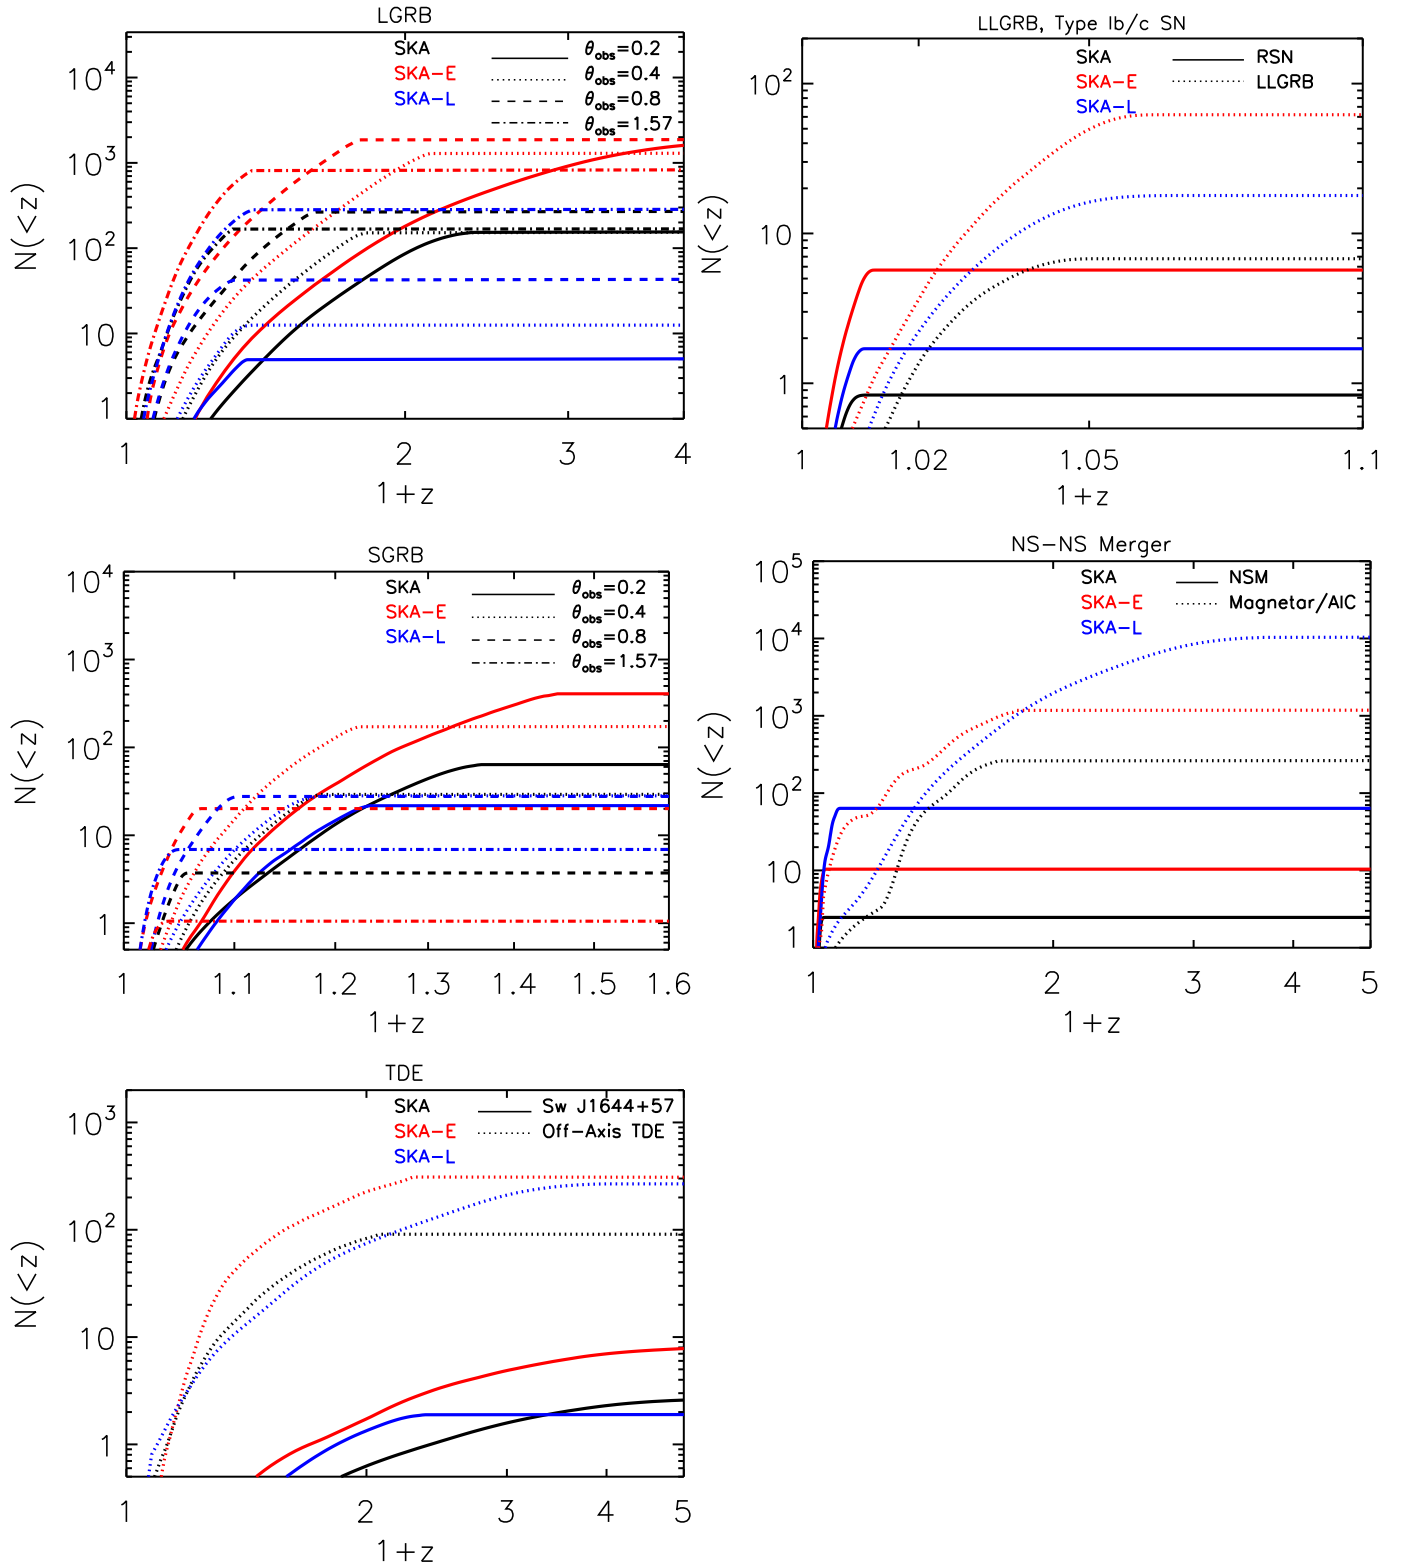 LGRB
SKA θobs=0.2
SKA-E θobs=0.4
SKA-L θobs=0.8
θobs=1.57
10^4
10^3
10^2
10
1
N(<z)
1 2 3 4
1+z
LLGRB, Type Ib/c SN
SKA RSN
SKA-E LLGRB
SKA-L
10^2
10
1
N(<z)
1 1.02 1.05 1.1
1+z
SGRB
SKA θobs=0.2
SKA-E θobs=0.4
SKA-L θobs=0.8
θobs=1.57
10^4
10^3
10^2
10
1
N(<z)
1 1.1 1.2 1.3 1.4 1.5 1.6
1+z
NS-NS Merger
SKA NSM
SKA-E Magnetar/AIC
SKA-L
10^5
10^4
10^3
10^2
10
1
N(<z)
1 2 3 4 5
1+z
TDE
SKA Sw J1644+57
SKA-E Off-Axis TDE
SKA-L
10^3
10^2
10
1
N(<z)
1 2 3 4 5
1+z